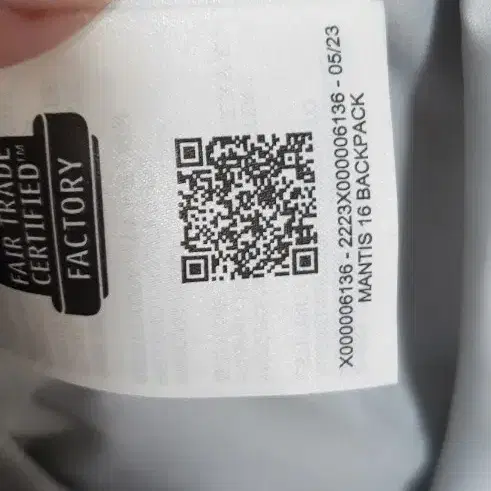 FAIR TRADE
CERTIFIED™
FACTORY
X000006136 - 2223X000006136 - 05/23
MANTIS 16 BACKPACK